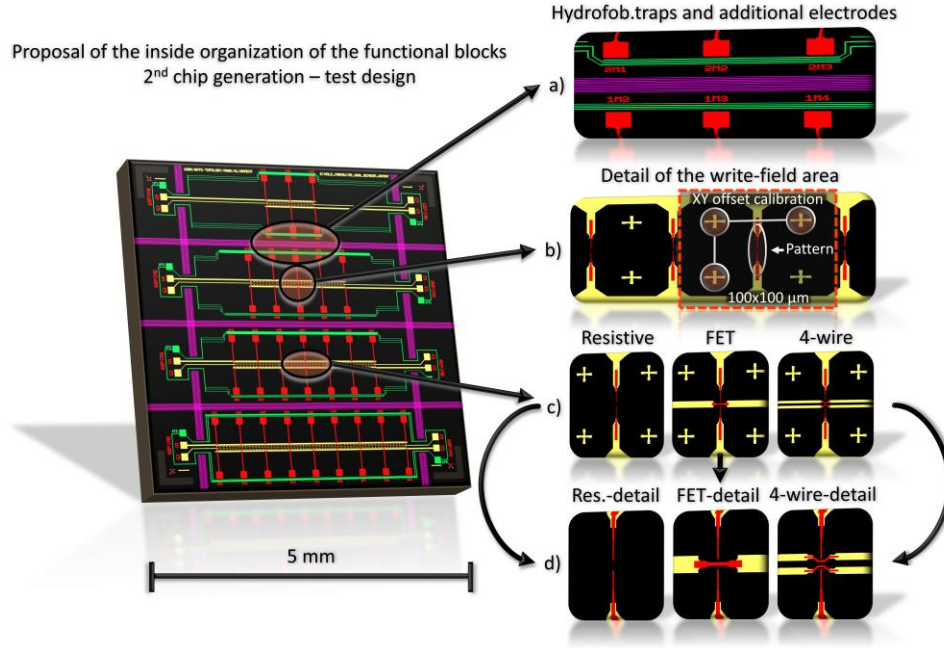 Hydrofob.traps and additional electrodes
Proposal of the inside organization of the functional blocks
2nd chip generation – test design
a)
2M1 2M2 2M3
1M2 1M3 1M4
Detail of the write-field area
b)
XY offset calibration
Pattern
100x100 μm
Resistive FET 4-wire
c)
Res.-detail FET-detail 4-wire-detail
d)
5 mm